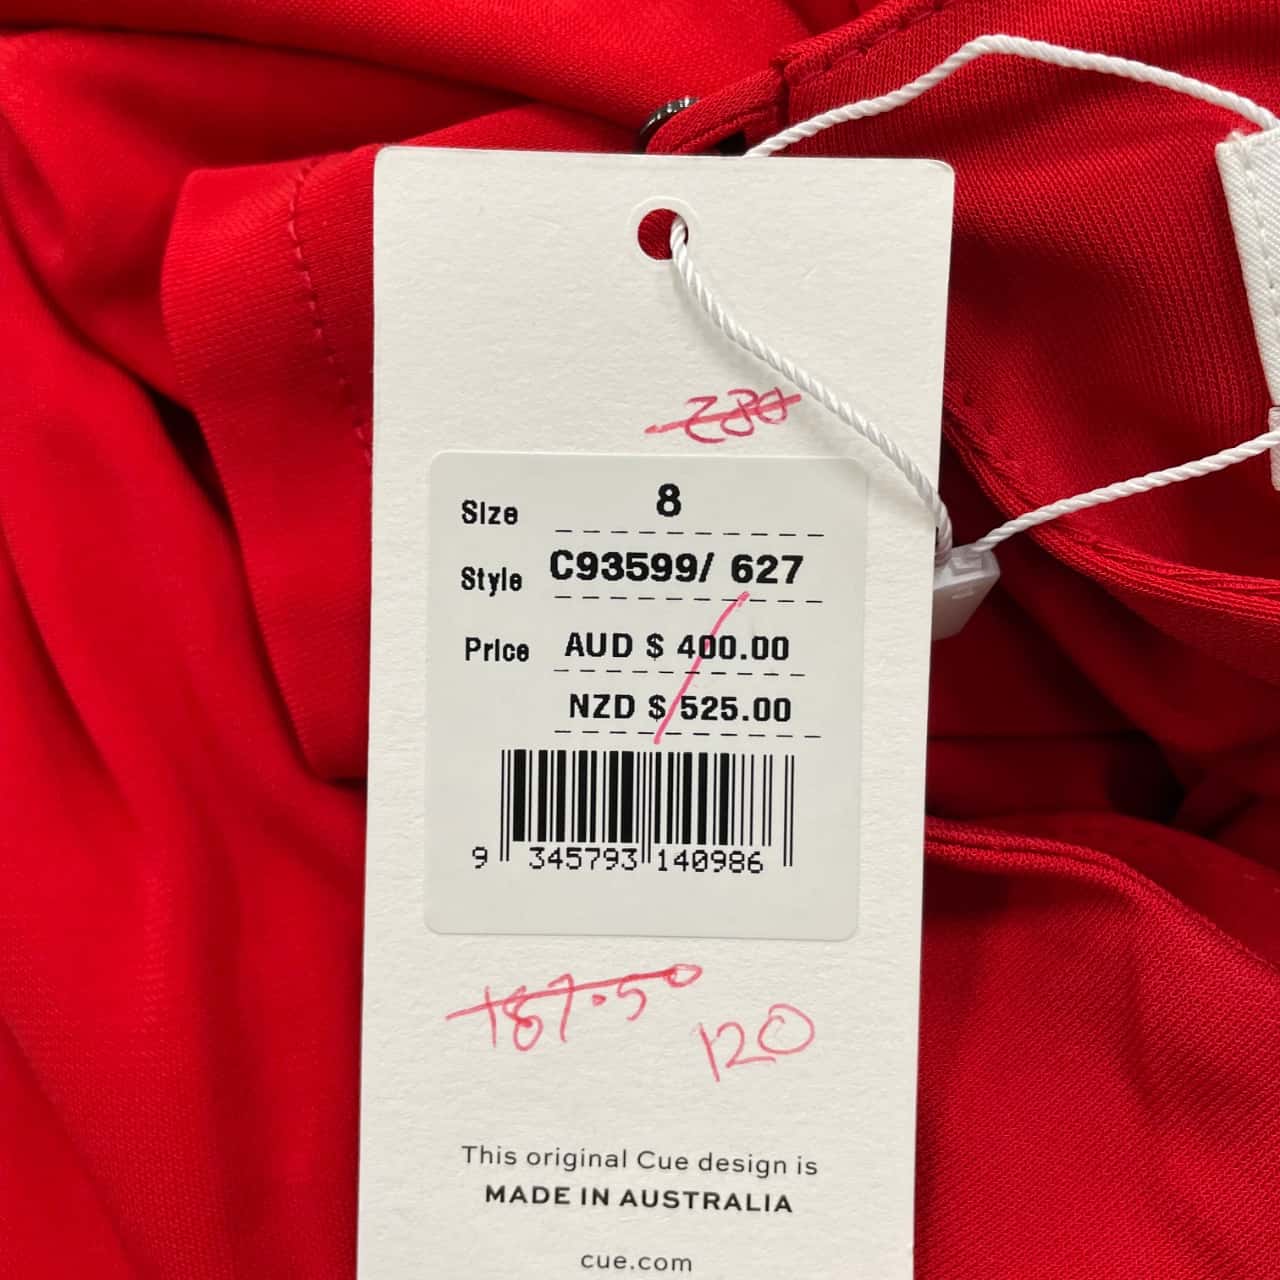 280
Size 8
Style C93599/ 627
Price AUD $ 400.00
NZD $ 525.00
9 345793 140986
187.50
120
This original Cue design is
MADE IN AUSTRALIA
cue.com